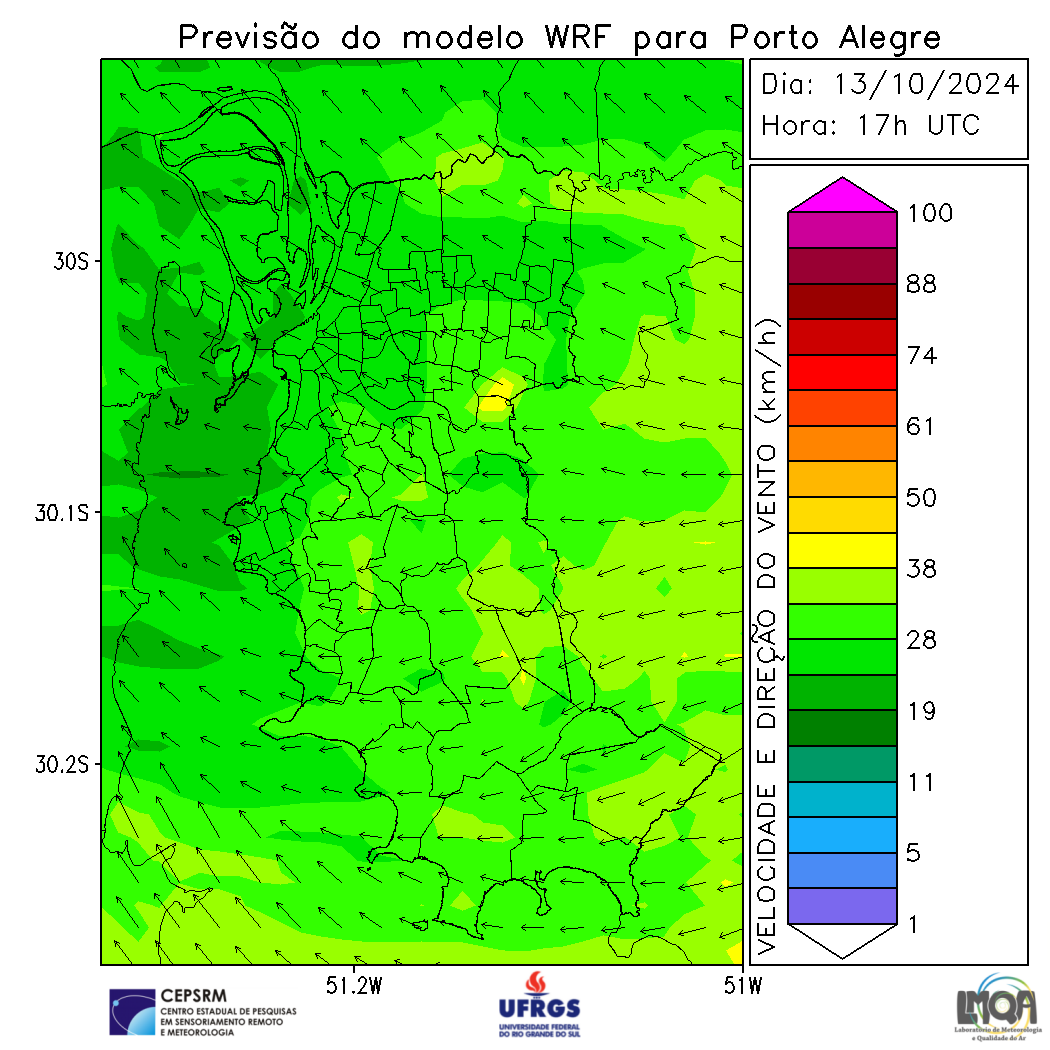 Previsão do modelo WRF para Porto Alegre
Dia: 13/10/2024
Hora: 17h UTC
30S
30.1S
30.2S
51.2W
51W
VELOCIDADE E DIREÇÃO DO VENTO (km/h)
100
88
74
61
50
38
28
19
11
5
1
CEPSRM
CENTRO ESTADUAL DE PESQUISAS
EM SENSORIAMENTO REMOTO
E METEOROLOGIA
UFRGS
UNIVERSIDADE FEDERAL
DO RIO GRANDE DO SUL
LMQA
Laboratório de Meteorologia
e Qualidade do Ar